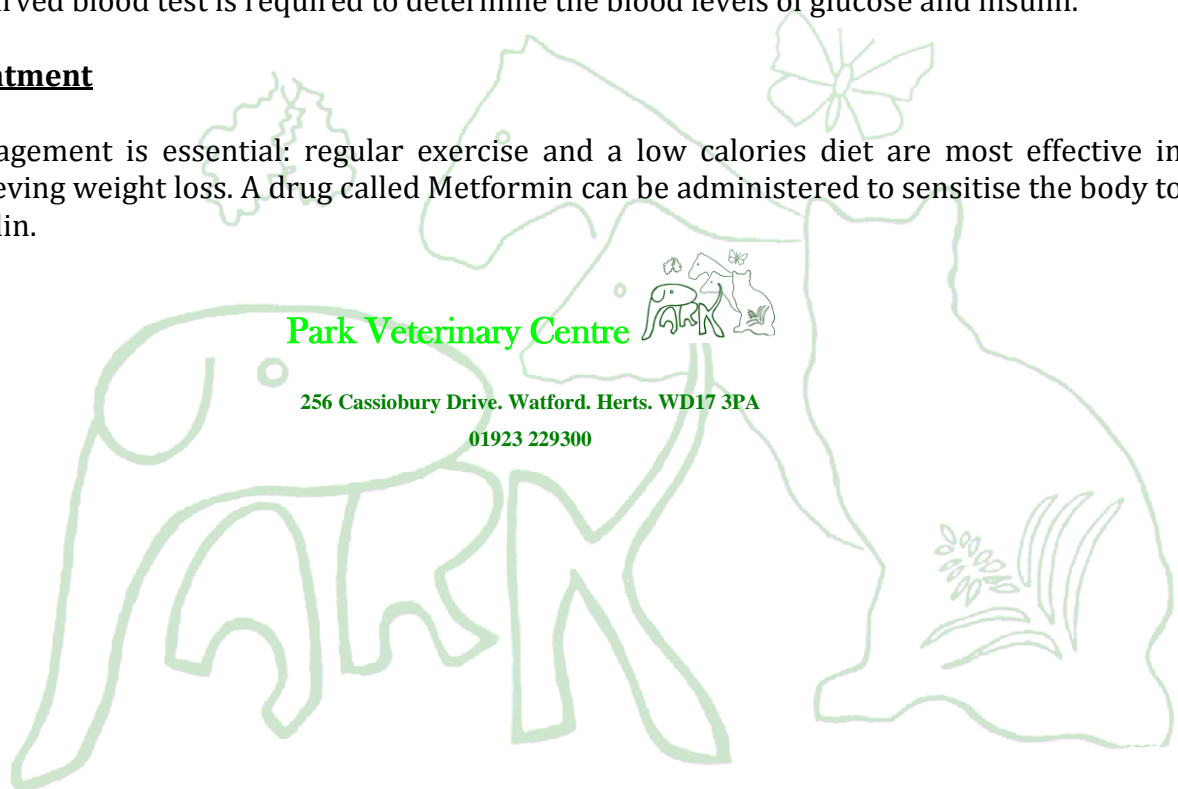 rved blood test is required to determine the blood levels of glucose and insulin.
atment
agement is essential: regular exercise and a low calories diet are most effective in
eving weight loss. A drug called Metformin can be administered to sensitise the body to
lin.
Park Veterinary Centre PARK
256 Cassiobury Drive. Watford. Herts. WD17 3PA
01923 229300
PARK